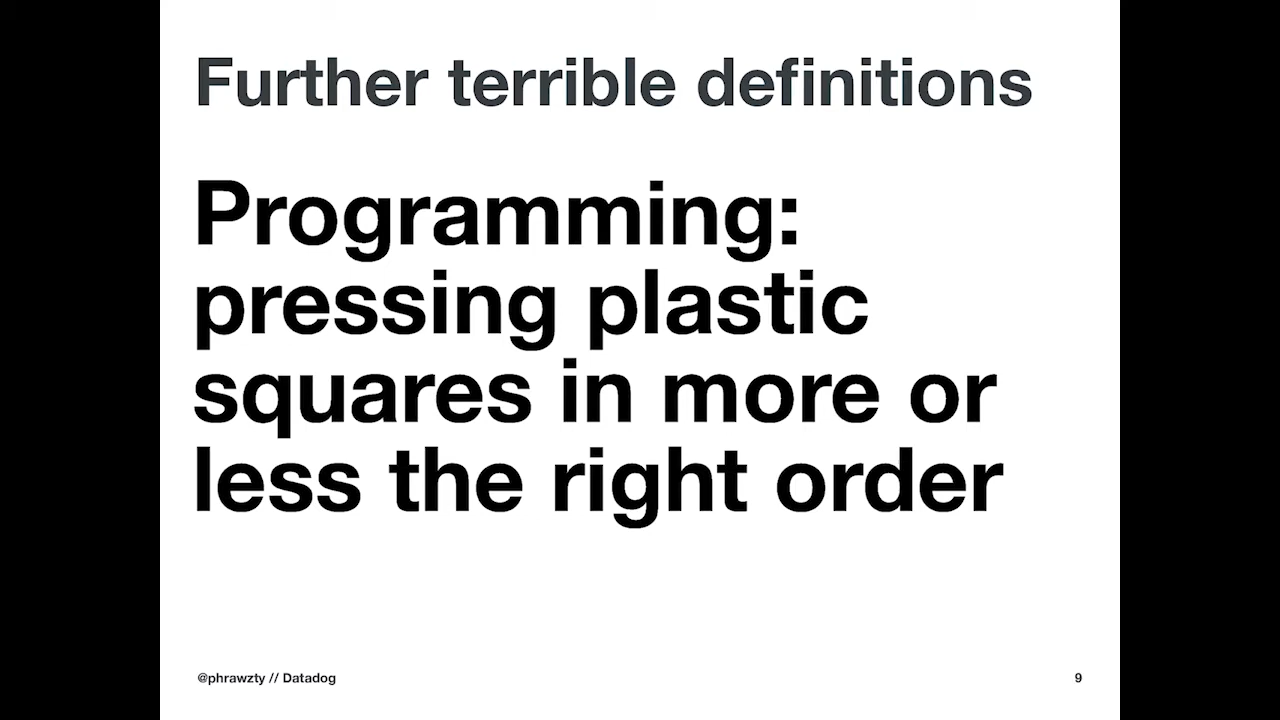 Further terrible definitions
Programming:
pressing plastic
squares in more or
less the right order
@phrawzty // Datadog
9